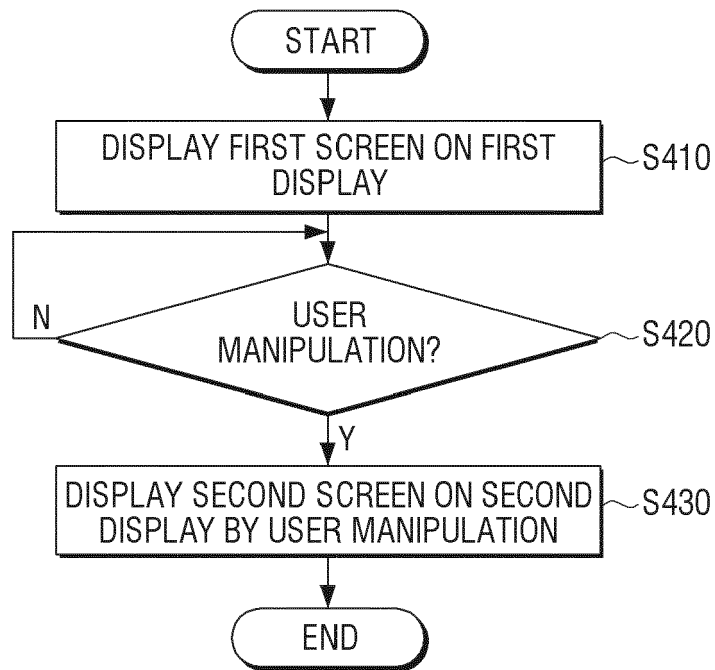 START
DISPLAY FIRST SCREEN ON FIRST
DISPLAY
S410
N
USER
MANIPULATION?
S420
Y
DISPLAY SECOND SCREEN ON SECOND
DISPLAY BY USER MANIPULATION
S430
END